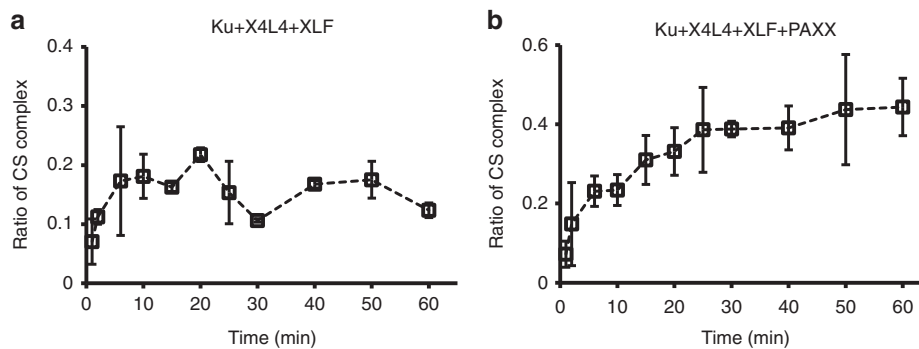 a
Ku+X4L4+XLF
Ratio of CS complex
0.4
0.3
0.2
0.1
0
0 10 20 30 40 50 60
Time (min)
b
Ku+X4L4+XLF+PAXX
Ratio of CS complex
0.6
0.4
0.2
0
0 10 20 30 40 50 60
Time (min)